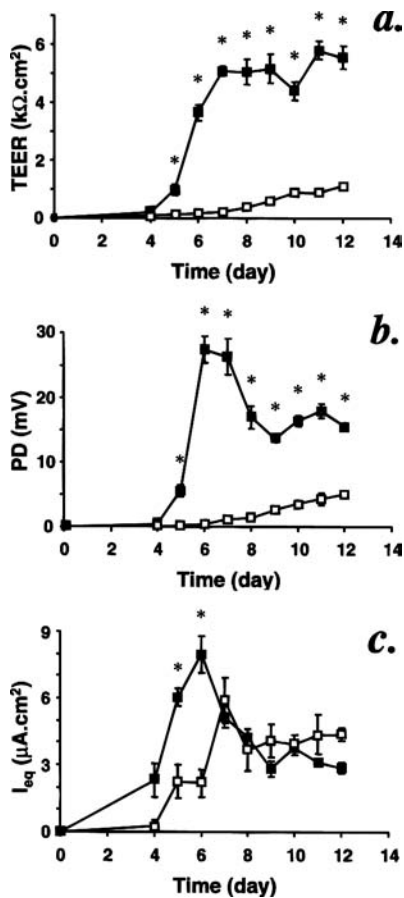 a.
TEER (kΩ.cm²)
6
4
2
0
* * * * * * * *
0 2 4 6 8 10 12 14
Time (day)
b.
PD (mV)
30
20
10
0
* * * * * * * *
0 2 4 6 8 10 12 14
Time (day)
c.
I_eq (μA.cm²)
9
6
3
0
* *
0 2 4 6 8 10 12 14
Time (day)